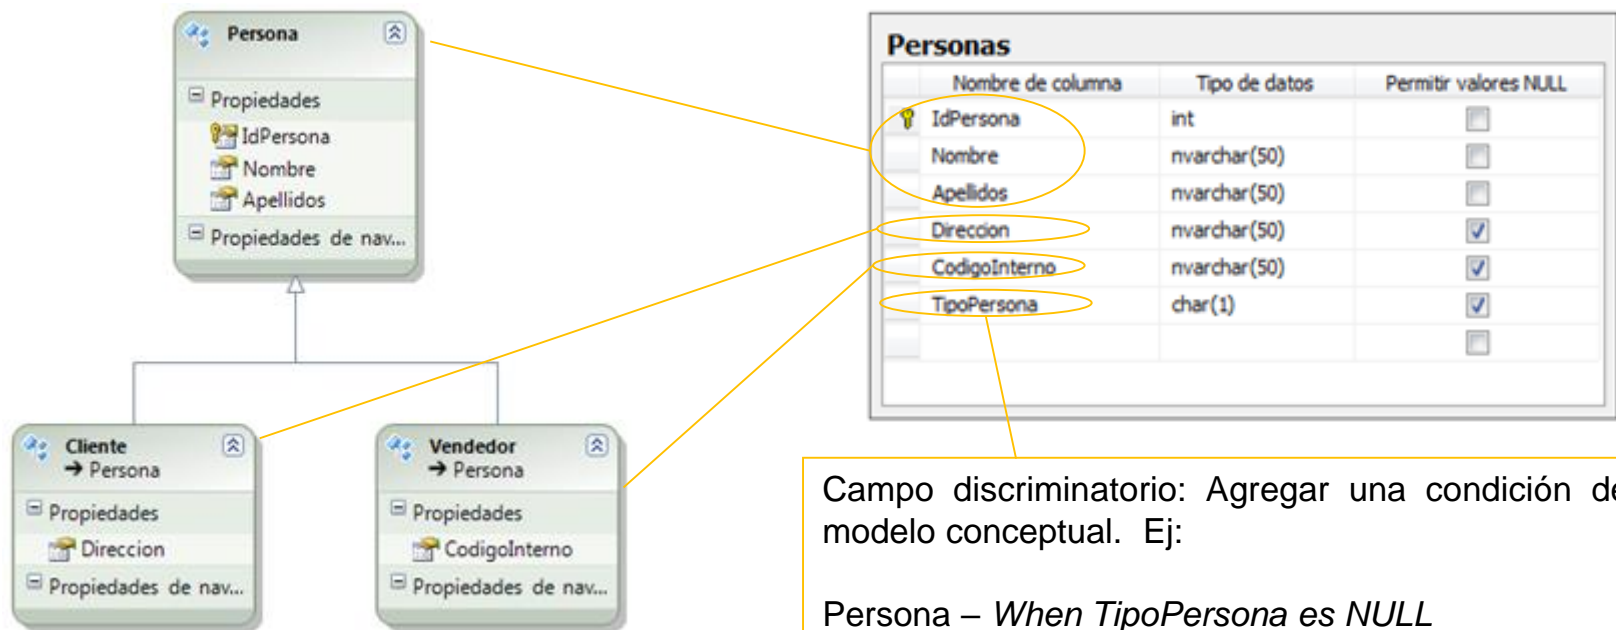 Persona
Propiedades
IdPersona
Nombre
Apellidos
Propiedades de nav...
Cliente
→ Persona
Propiedades
Direccion
Propiedades de nav...
Vendedor
→ Persona
Propiedades
CodigoInterno
Propiedades de nav...
Personas
Nombre de columna Tipo de datos Permitir valores NULL
IdPersona int
Nombre nvarchar(50)
Apellidos nvarchar(50)
Direccion nvarchar(50)
CodigoInterno nvarchar(50)
TipoPersona char(1)
Campo discriminatorio: Agregar una condición de
modelo conceptual. Ej:
Persona – When TipoPersona es NULL